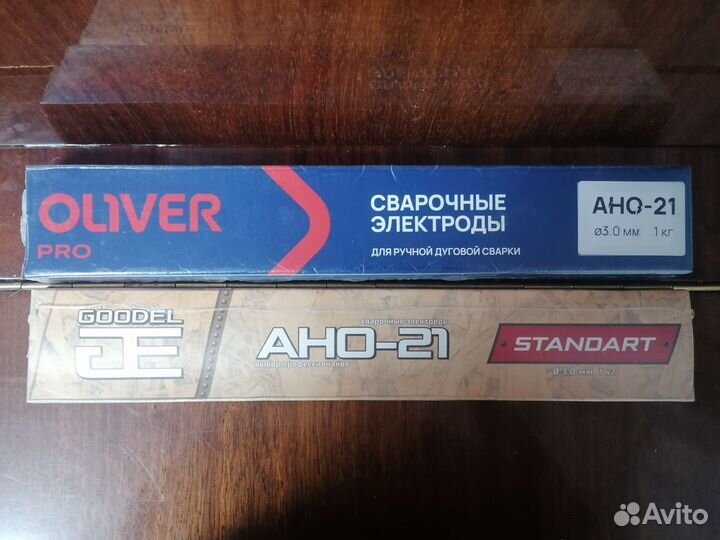 OLIVER
PRO
СВАРОЧНЫЕ
ЭЛЕКТРОДЫ
ДЛЯ РУЧНОЙ ДУГОВОЙ СВАРКИ
АНО-21
ø3.0 мм 1 кг
GOODEL
GE
сварочные электроды
АНО-21
выбор профессионалов
STANDART
Ø 3.0 мм 1 кг
Avito